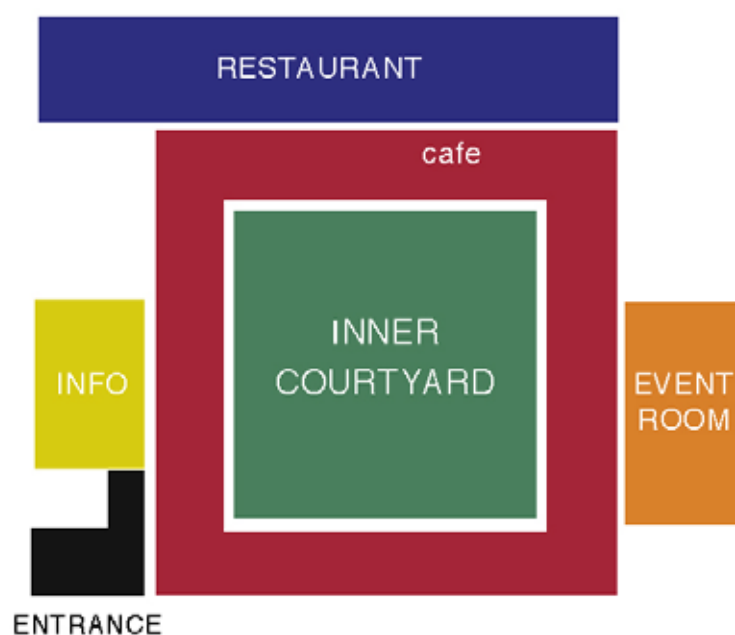 RESTAURANT
cafe
INNER
COURTYARD
INFO
EVENT
ROOM
ENTRANCE